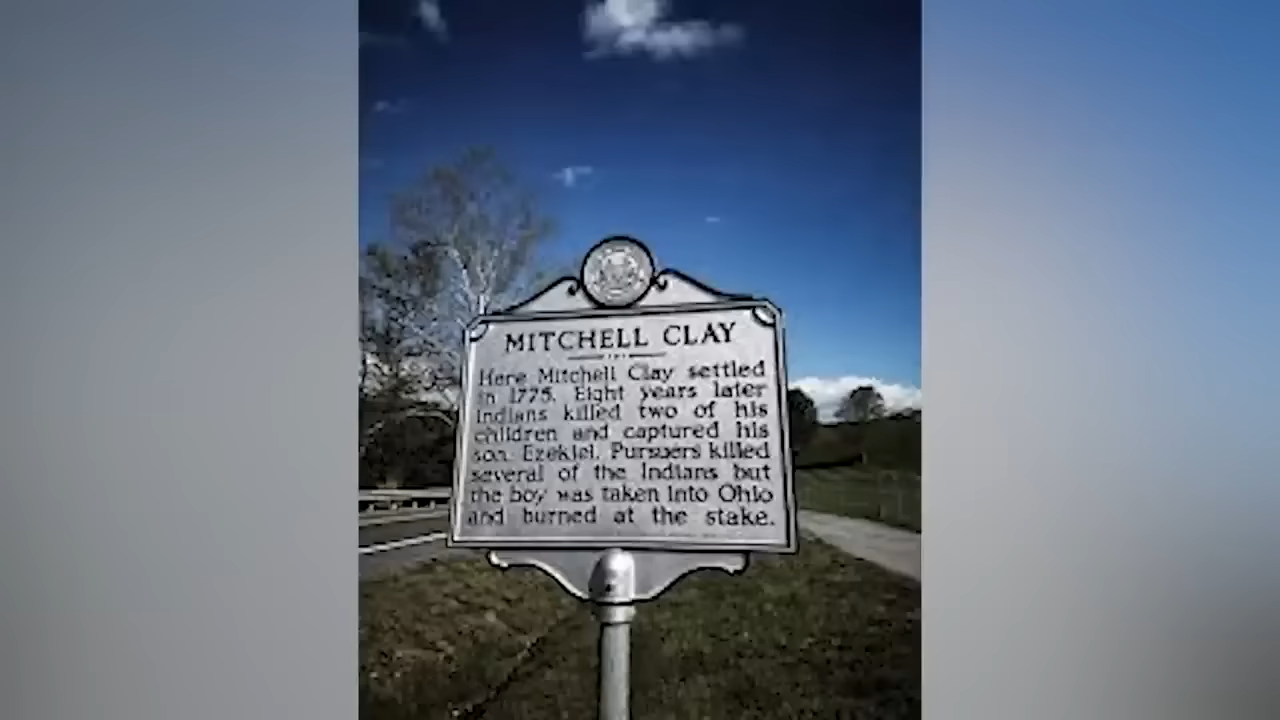 MITCHELL CLAY
Here Mitchell Clay settled
in 1775. Eight years later
Indians killed two of his
children and captured his
son, Ezekiel. Pursuers killed
several of the Indians but
the boy was taken into Ohio
and burned at the stake.